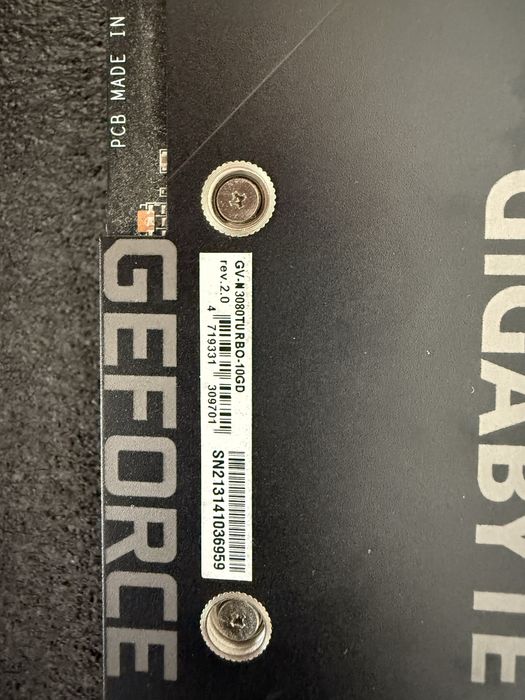 PCB MADE IN
GEFORCE
GV-N3080TURBO-10GD
rev.2.0
4 719331 309701
SN213141036959
GIGABYTE